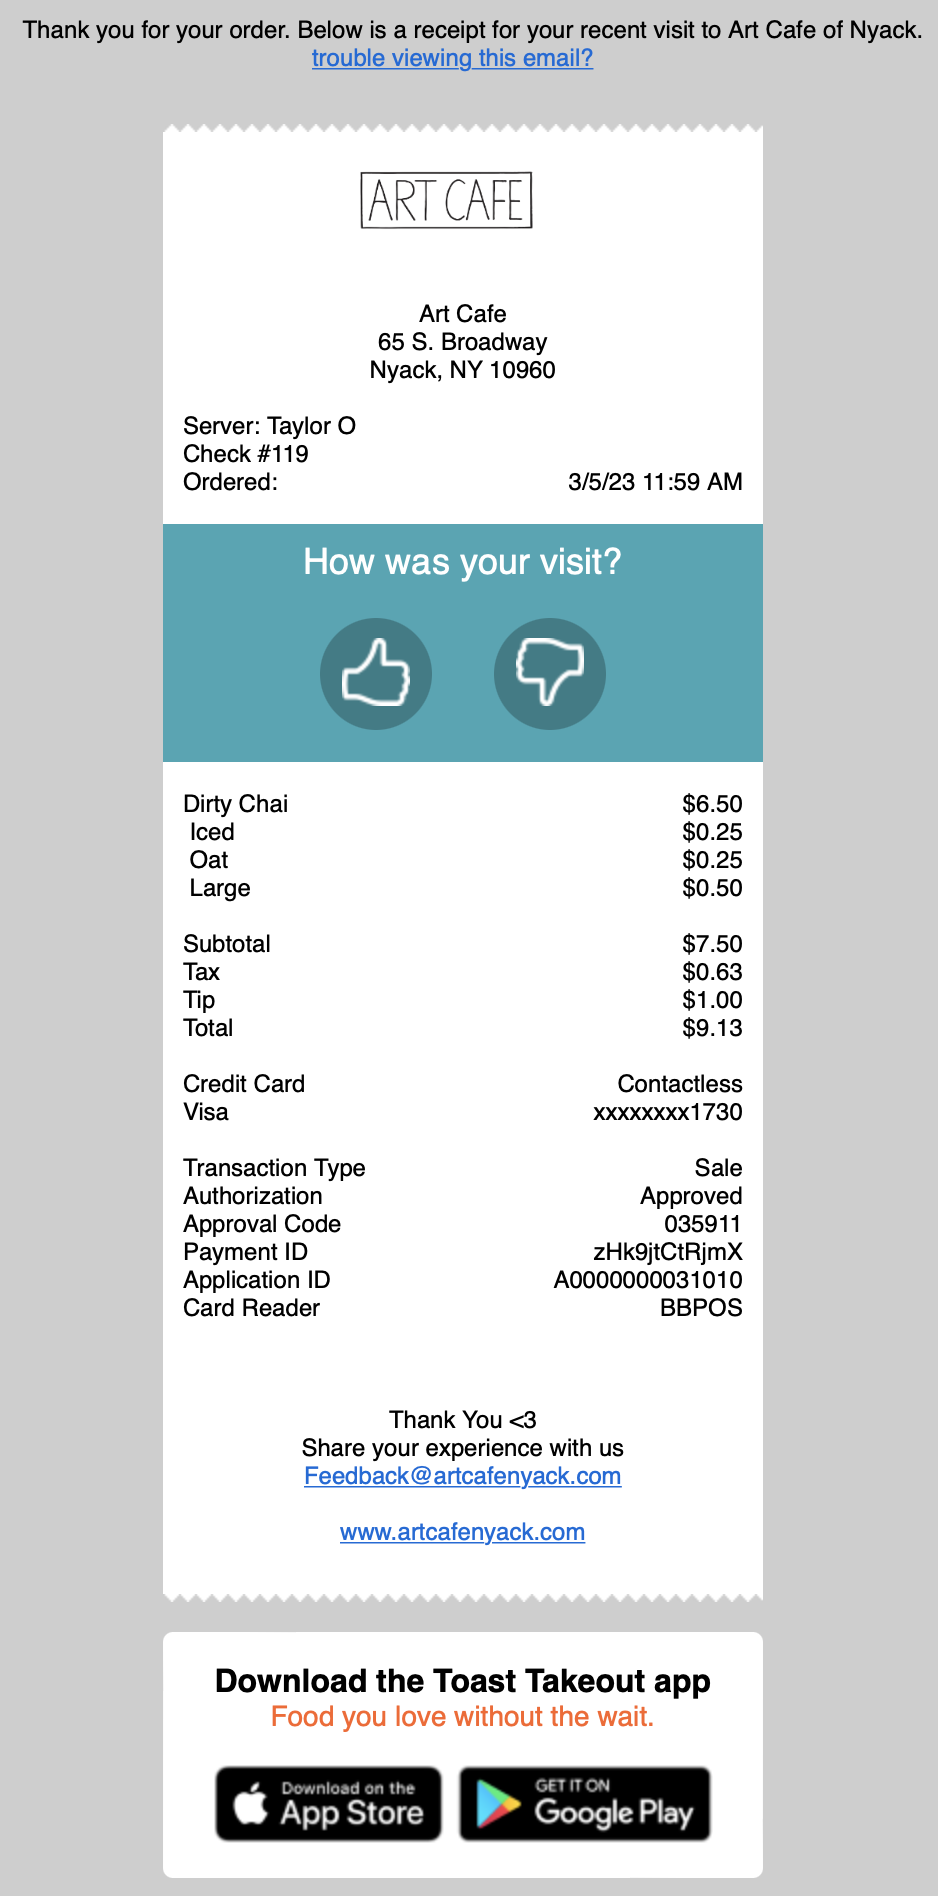 Thank you for your order. Below is a receipt for your recent visit to Art Cafe of Nyack.
trouble viewing this email?
ART CAFE
Art Cafe
65 S. Broadway
Nyack, NY 10960
Server: Taylor O
Check #119
Ordered: 3/5/23 11:59 AM
How was your visit?
Dirty Chai $6.50
Iced $0.25
Oat $0.25
Large $0.50
Subtotal $7.50
Tax $0.63
Tip $1.00
Total $9.13
Credit Card Contactless
Visa xxxxxxxx1730
Transaction Type Sale
Authorization Approved
Approval Code 035911
Payment ID zHk9jtCtRjmX
Application ID A0000000031010
Card Reader BBPOS
Thank You <3
Share your experience with us
Feedback@artcafenyack.com
www.artcafenyack.com
Download the Toast Takeout app
Food you love without the wait.
Download on the
App Store
GET IT ON
Google Play